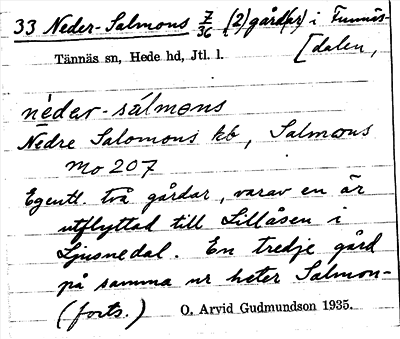 33 Neder-Salmons 7/36 (2) gård(ar) i Funnäs-
[dalen,
Tännäs sn, Hede hd, Jtl. l.
nèdar-sálmons
Nedre Salomons kb, Salmons
mo 207
Egentl. två gårdar, varav en är
utflyttad till Lillåsen i
Ljusnedal. En tredje gård
på samma nr heter Salmon-
(forts.)
O. Arvid Gudmundson 1935.